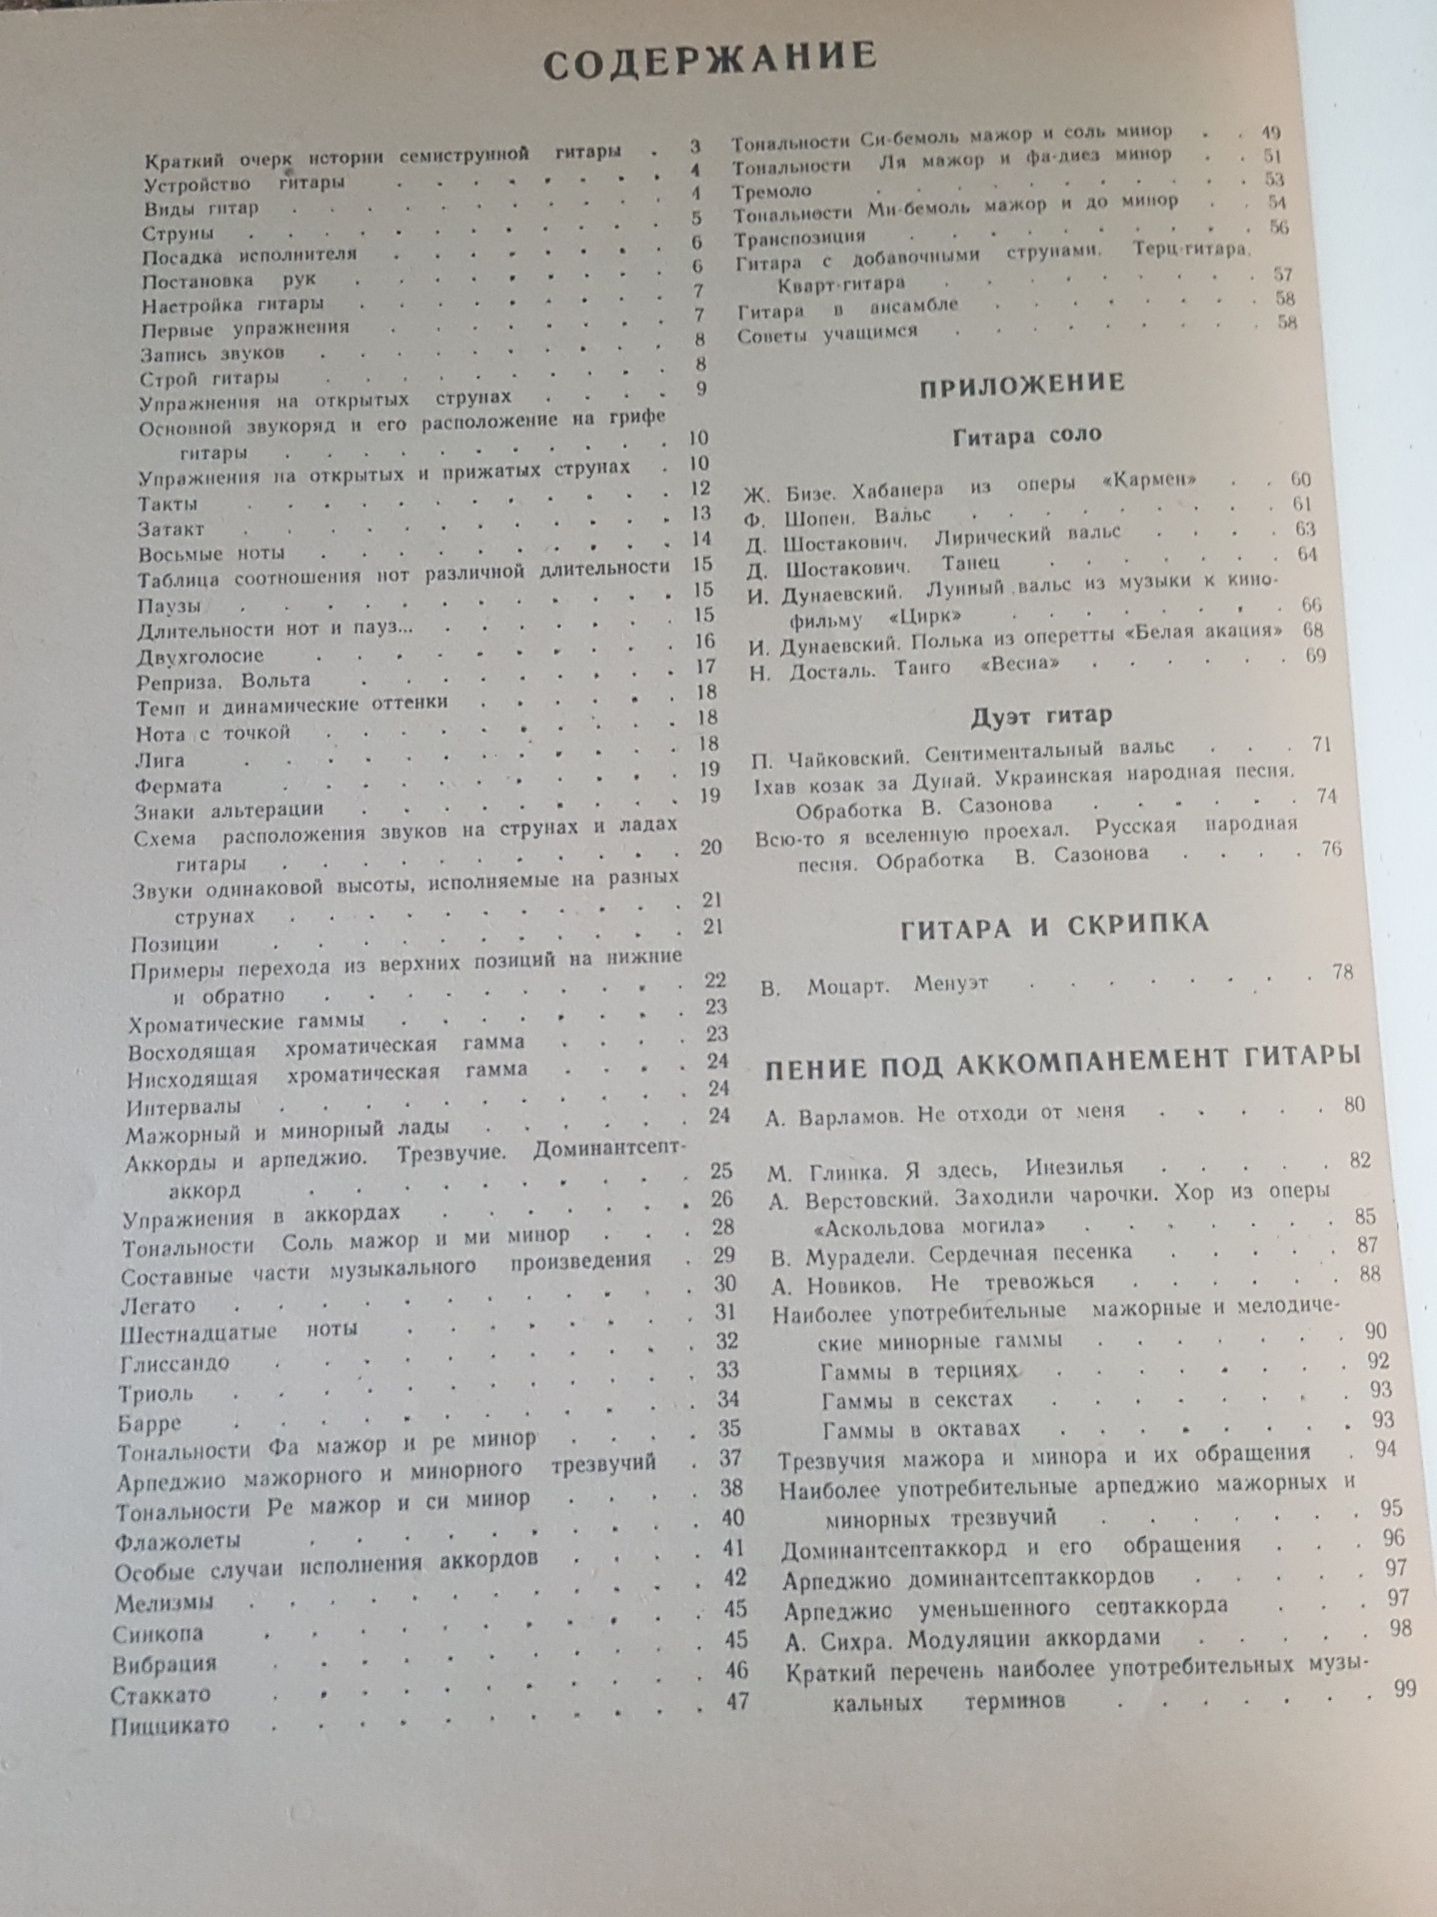 СОДЕРЖАНИЕ
Краткий очерк истории семиструнной гитары . 3
Устройство гитары . . . . . . . 4
Виды гитар . . . . . . . . . . 4
Струны . . . . . . . . . . . 5
Посадка исполнителя . . . . . . . 6
Постановка рук . . . . . . . . 6
Настройка гитары . . . . . . . . 7
Первые упражнения . . . . . . . 7
Запись звуков . . . . . . . . . 8
Строй гитары . . . . . . . . . 8
Упражнения на открытых струнах . . . . 9
Основной звукоряд и его расположение на грифе
гитары . . . . . . . . . . 10
Упражнения на открытых и прижатых струнах . 10
Такты . . . . . . . . . . . 12
Затакт . . . . . . . . . . . 13
Восьмые ноты . . . . . . . . . 14
Таблица соотношения нот различной длительности 15
Паузы . . . . . . . . . . . 15
Длительности нот и пауз... . . . . . . 15
Двухголосие . . . . . . . . . 16
Реприза. Вольта . . . . . . . . 17
Темп и динамические оттенки . . . . . 18
Нота с точкой . . . . . . . . . 18
Лига . . . . . . . . . . . 18
Фермата . . . . . . . . . . 19
Знаки альтерации . . . . . . . . 19
Схема расположения звуков на струнах и ладах
гитары . . . . . . . . . . 20
Звуки одинаковой высоты, исполняемые на разных
струнах . . . . . . . . . . 21
Позиции . . . . . . . . . . 21
Примеры перехода из верхних позиций на нижние
и обратно . . . . . . . . . 22
Хроматические гаммы . . . . . . . 23
Восходящая хроматическая гамма . . . . 23
Нисходящая хроматическая гамма . . . . 24
Интервалы . . . . . . . . . . 24
Мажорный и минорный лады . . . . . 24
Аккорды и арпеджио. Трезвучие. Доминантсепт-
аккорд . . . . . . . . . 25
Упражнения в аккордах . . . . . . 26
Тональности Соль мажор и ми минор . . . 28
Составные части музыкального произведения . 29
Легато . . . . . . . . . . . 30
Шестнадцатые ноты . . . . . . . 31
Глиссандо . . . . . . . . . . 32
Триоль . . . . . . . . . . . 33
Барре . . . . . . . . . . . 34
Тональности Фа мажор и ре минор . . . . 35
Арпеджио мажорного и минорного трезвучий . 37
Тональности Ре мажор и си минор . . . . 38
Флажолеты . . . . . . . . . 40
Особые случаи исполнения аккордов . . . . 41
Мелизмы . . . . . . . . . . 42
Синкопа . . . . . . . . . . 45
Вибрация . . . . . . . . . . 45
Стаккато . . . . . . . . . . 46
Пиццикато . . . . . . . . . . 47
Тональности Си-бемоль мажор и соль минор . . 49
Тональности Ля мажор и фа-диез минор . . 51
Тремоло . . . . . . . . . . 53
Тональности Ми-бемоль мажор и до минор . . 54
Транспозиция . . . . . . . . . 56
Гитара с добавочными струнами. Терц-гитара,
Кварт-гитара . . . . . . . . 57
Гитара в ансамбле . . . . . . . 58
Советы учащимся . . . . . . . . 58
ПРИЛОЖЕНИЕ
Гитара соло
Ж. Бизе. Хабанера из оперы «Кармен» . . 60
Ф. Шопен. Вальс . . . . . . . . 61
Д. Шостакович. Лирический вальс . . . . 63
Д. Шостакович. Танец . . . . . . 64
И. Дунаевский. Лунный вальс из музыки к кино-
фильму «Цирк» . . . . . . . 66
И. Дунаевский. Полька из оперетты «Белая акация» 68
Н. Досталь. Танго «Весна» . . . . . . 69
Дуэт гитар
П. Чайковский. Сентиментальный вальс . . . 71
Iхав козак за Дунай. Украинская народная песня.
Обработка В. Сазонова . . . . . . 74
Всю-то я вселенную проехал. Русская народная
песня. Обработка В. Сазонова . . . . 76
ГИТАРА И СКРИПКА
В. Моцарт. Менуэт . . . . . . . 78
ПЕНИЕ ПОД АККОМПАНЕМЕНТ ГИТАРЫ
А. Варламов. Не отходи от меня . . . . . 80
М. Глинка. Я здесь, Инезилья . . . . . 82
А. Верстовский. Заходили чарочки. Хор из оперы
«Аскольдова могила» . . . . . . 85
В. Мурадели. Сердечная песенка . . . . . 87
А. Новиков. Не тревожься . . . . . . 88
Наиболее употребительные мажорные и мелодиче-
ские минорные гаммы . . . . . . 90
Гаммы в терциях . . . . . . . 92
Гаммы в секстах . . . . . . . 93
Гаммы в октавах . . . . . . . 93
Трезвучия мажора и минора и их обращения . 94
Наиболее употребительные арпеджио мажорных и
минорных трезвучий . . . . . . 95
Доминантсептаккорд и его обращения . . . 96
Арпеджио доминантсептаккордов . . . . . 97
Арпеджио уменьшенного септаккорда . . . 97
А. Сихра. Модуляции аккордами . . . . . 98
Краткий перечень наиболее употребительных музы-
кальных терминов . . . . . . . 99